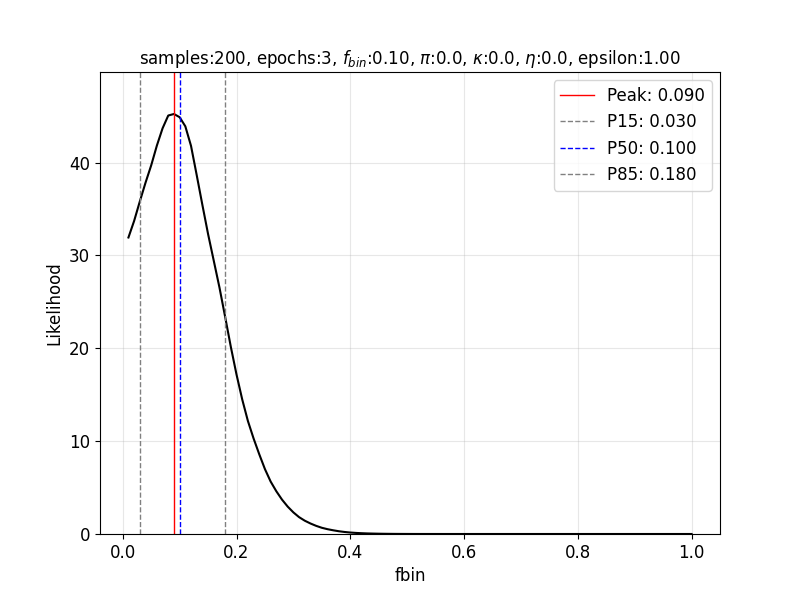 samples:200, epochs:3, f_bin:0.10, π:0.0, κ:0.0, η:0.0, epsilon:1.00
Peak: 0.090
P15: 0.030
P50: 0.100
P85: 0.180
40
30
20
10
0
Likelihood
0.0 0.2 0.4 0.6 0.8 1.0
fbin